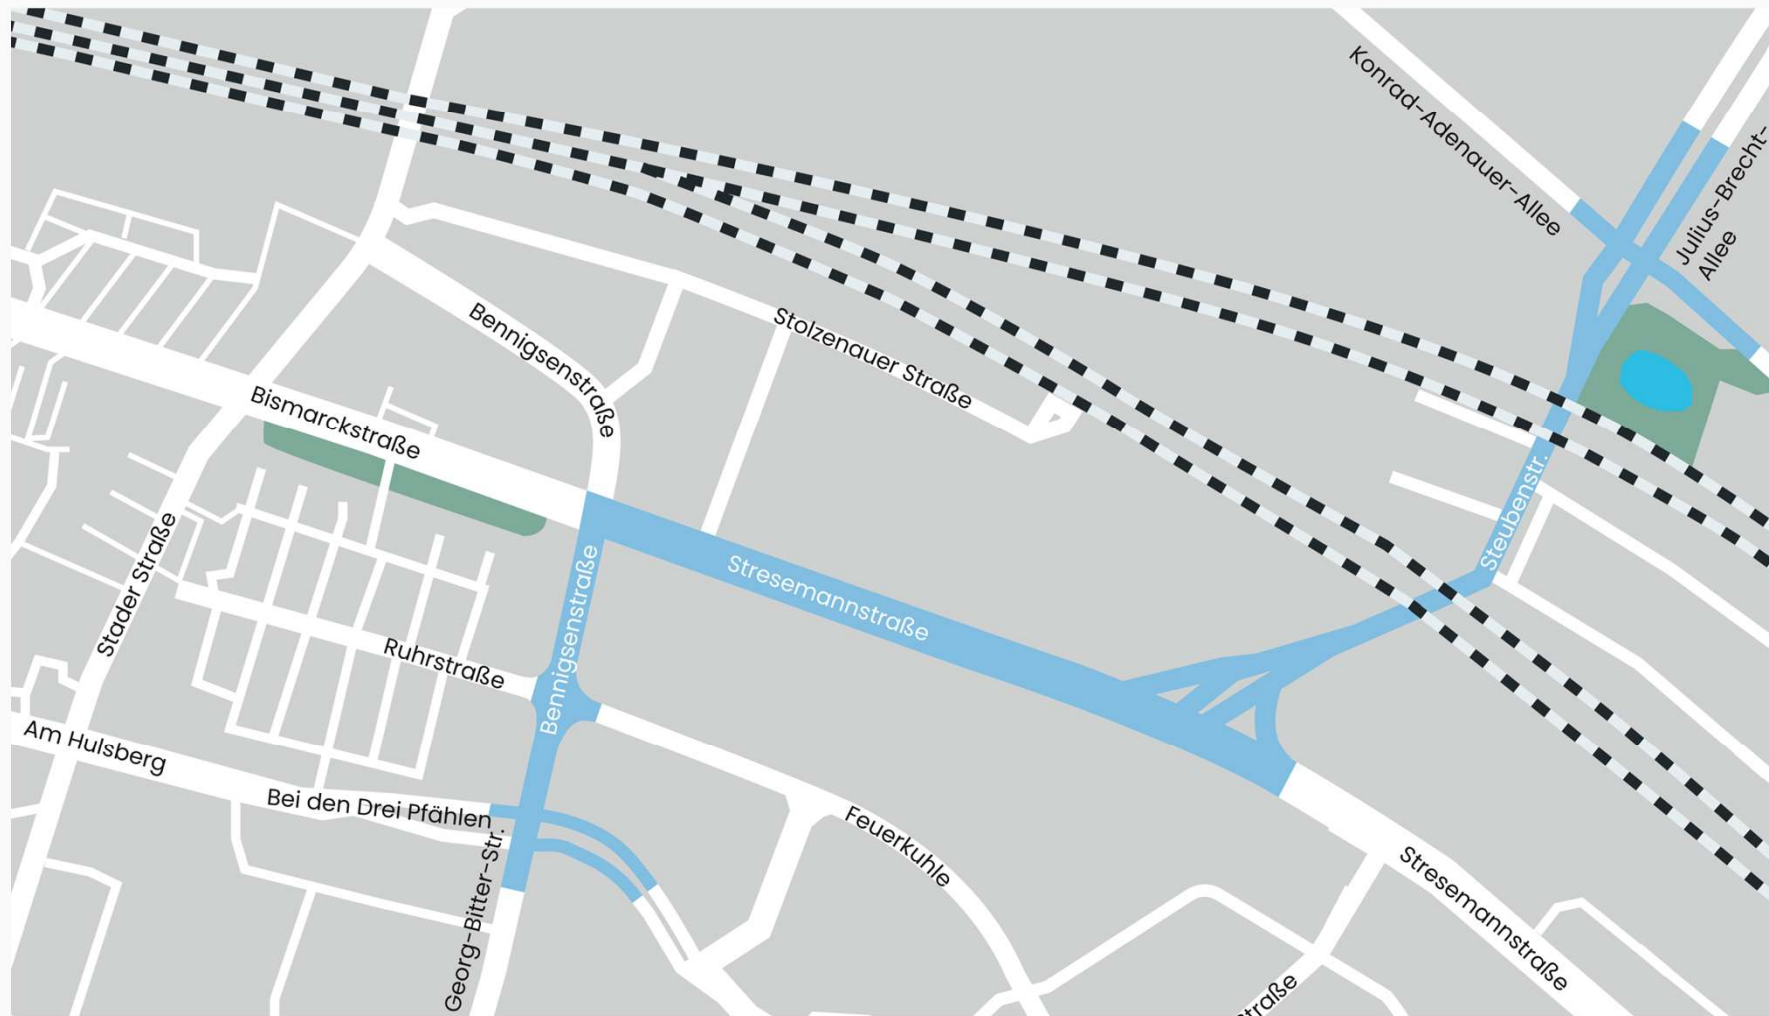 Konrad-Adenauer-Allee
Julius-Brecht-
Allee
Bennigsenstraße
Stolzenauer Straße
Bismarckstraße
Steubenstr.
Stader Straße
Bennigsenstraße
Stresemannstraße
Ruhrstraße
Am Hulsberg
Bei den Drei Pfählen
Feuerkuhle
Georg-Bitter-Str.
Stresemannstraße
straße